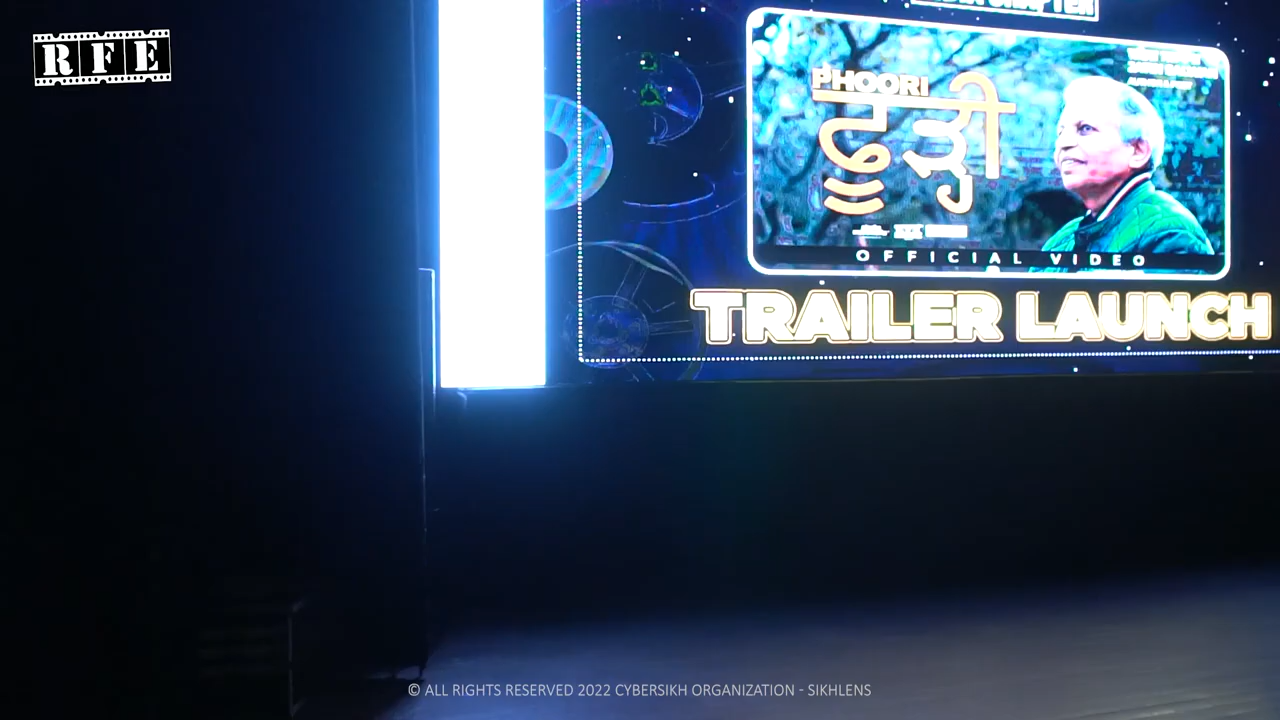 RFE
PHOORI
ਫੂੜ੍ਹੀ
OFFICIAL VIDEO
TRAILER LAUNCH
© ALL RIGHTS RESERVED 2022 CYBERSIKH ORGANIZATION - SIKHLENS